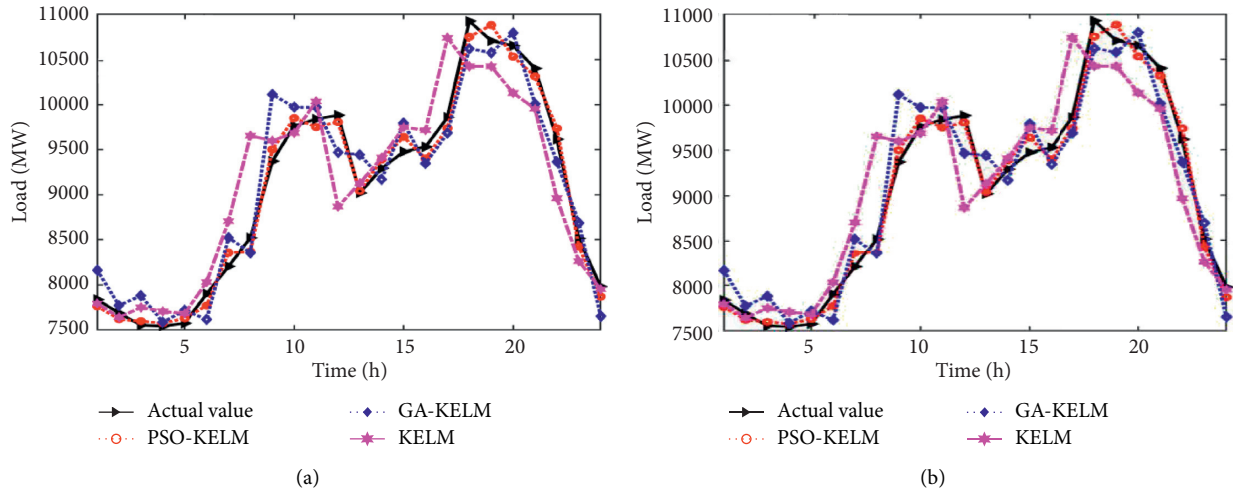 11000
10500
10000
9500
9000
8500
8000
7500
Load (MW)
5 10 15 20
Time (h)
Actual value GA-KELM
PSO-KELM KELM
(a)
11000
10500
10000
9500
9000
8500
8000
7500
Load (MW)
5 10 15 20
Time (h)
Actual value GA-KELM
PSO-KELM KELM
(b)